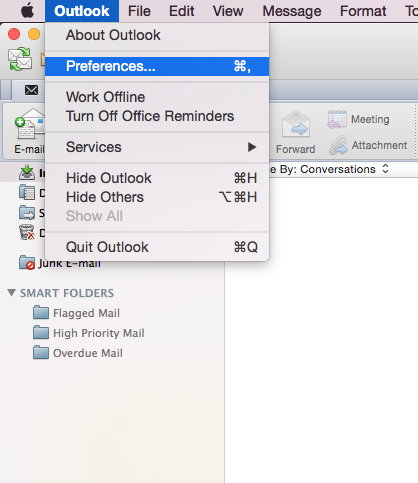 Outlook File Edit View Message Format To
About Outlook
Preferences... ⌘,
Work Offline
Turn Off Office Reminders
Services
Hide Outlook ⌘H
Hide Others ⌥⌘H
Show All
Quit Outlook ⌘Q
E-mail
Forward
Meeting
Attachment
e By: Conversations
In
D
S
D
Junk E-mail
SMART FOLDERS
Flagged Mail
High Priority Mail
Overdue Mail